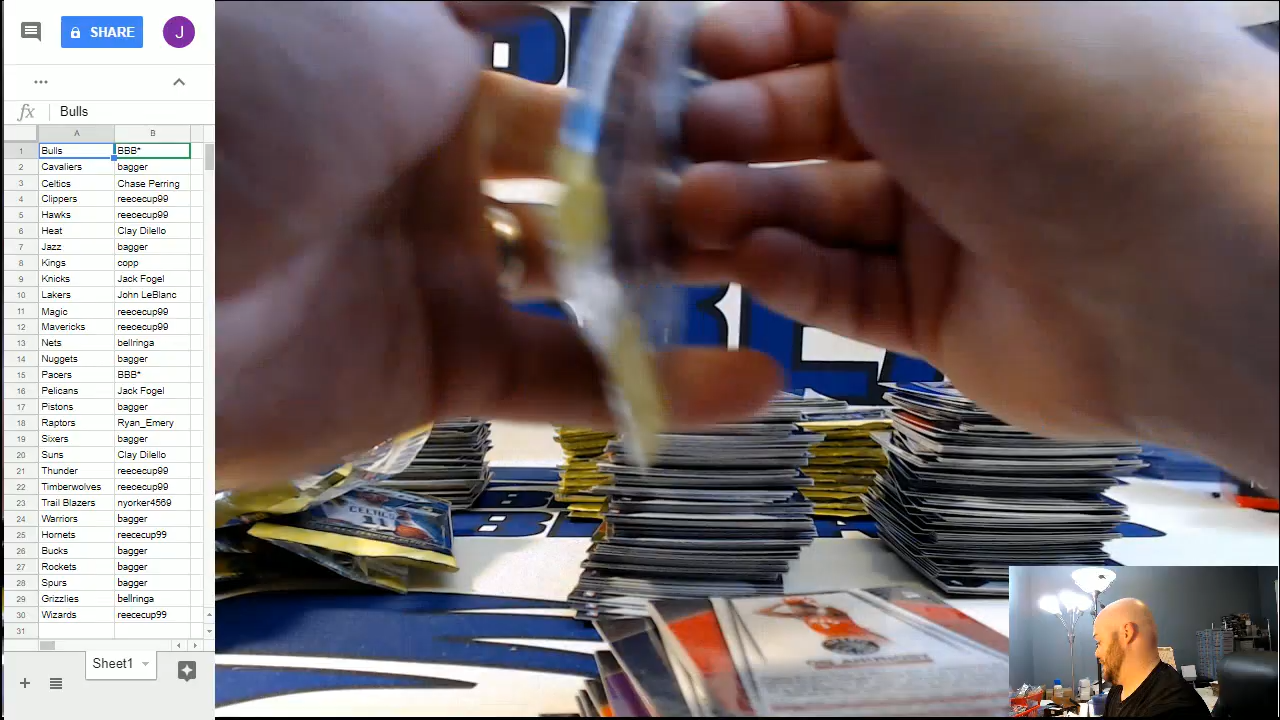 SHARE
J
...
fx Bulls
A B
1 Bulls BBB*
2 Cavaliers bagger
3 Celtics Chase Perring
4 Clippers reececup99
5 Hawks reececup99
6 Heat Clay Dilello
7 Jazz bagger
8 Kings copp
9 Knicks Jack Fogel
10 Lakers John LeBlanc
11 Magic reececup99
12 Mavericks reececup99
13 Nets bellringa
14 Nuggets bagger
15 Pacers BBB*
16 Pelicans Jack Fogel
17 Pistons bagger
18 Raptors Ryan_Emery
19 Sixers bagger
20 Suns Clay Dilello
21 Thunder reececup99
22 Timberwolves reececup99
23 Trail Blazers nyorker4569
24 Warriors bagger
25 Hornets reececup99
26 Bucks bagger
27 Rockets bagger
28 Spurs bagger
29 Grizzlies bellringa
30 Wizards reececup99
31
Sheet1
CELTICS
11